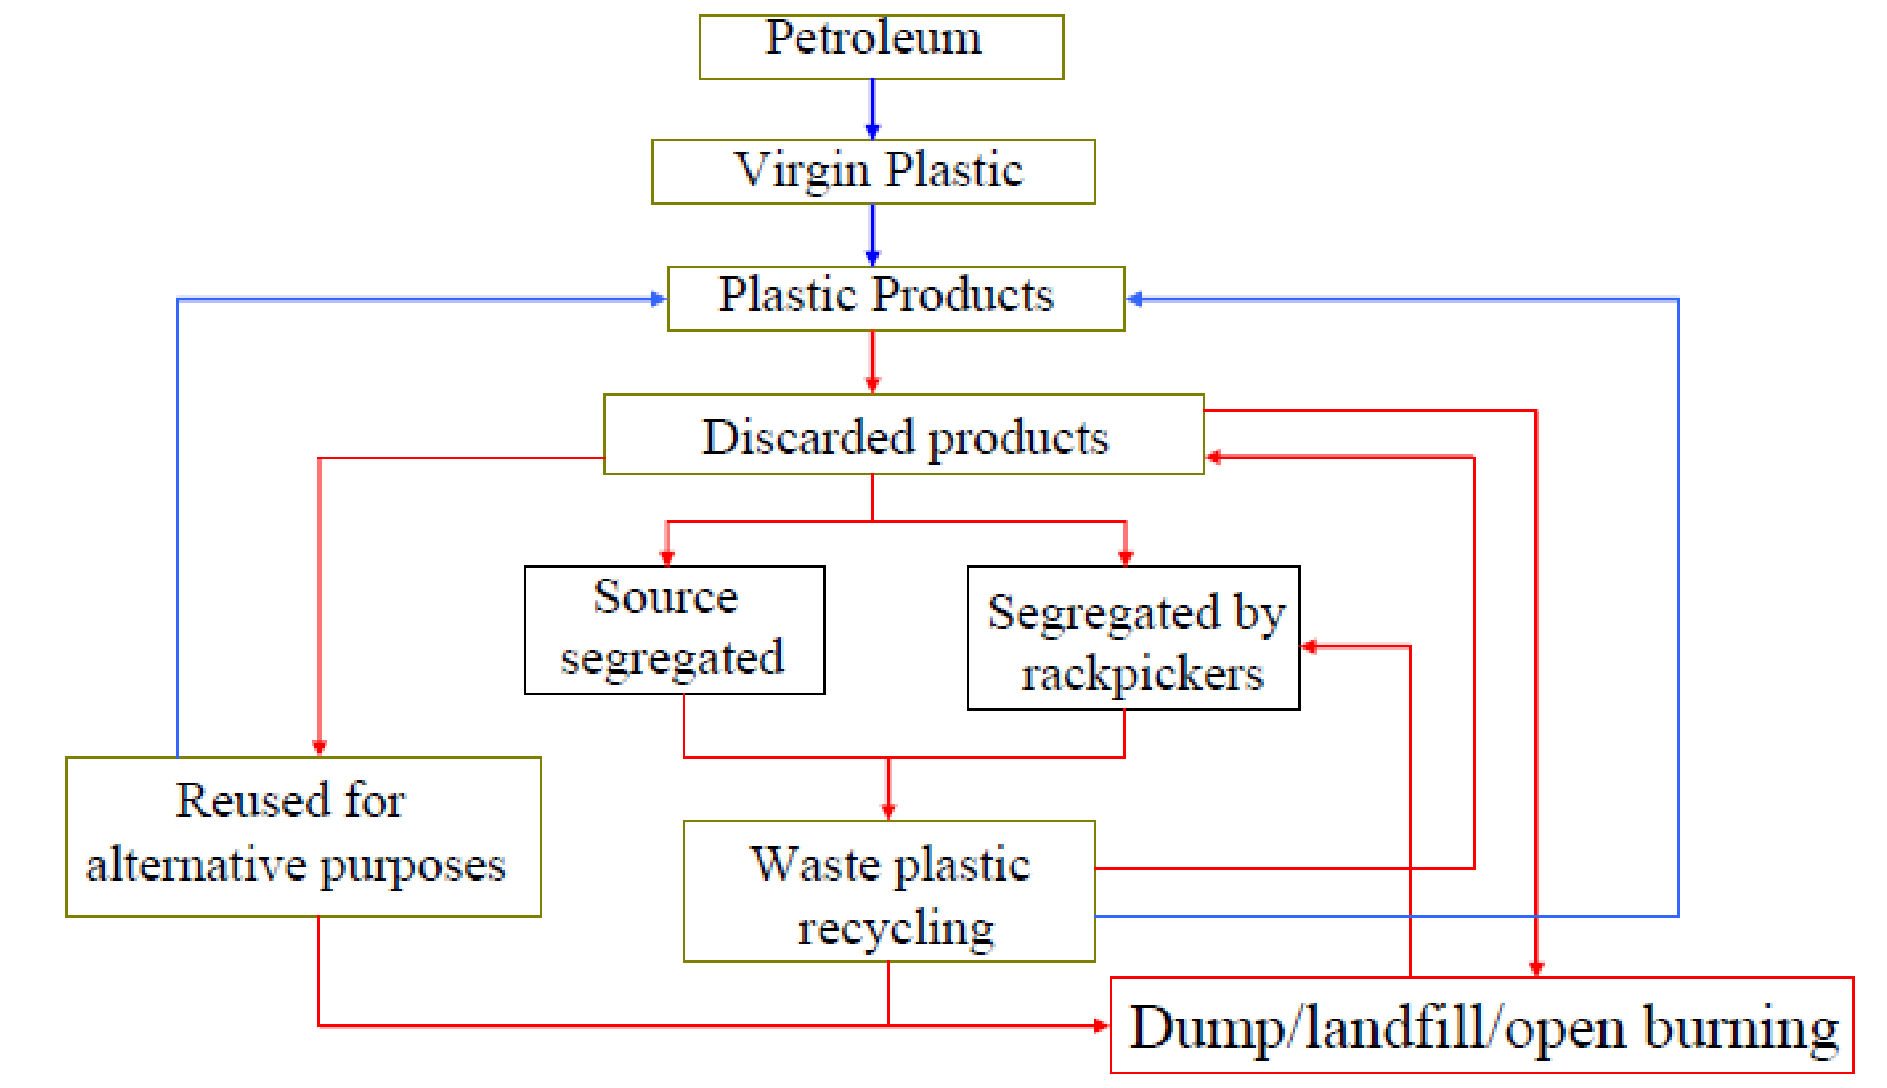 Petroleum
Virgin Plastic
Plastic Products
Discarded products
Source
segregated
Segregated by
rackpickers
Reused for
alternative purposes
Waste plastic
recycling
Dump/landfill/open burning